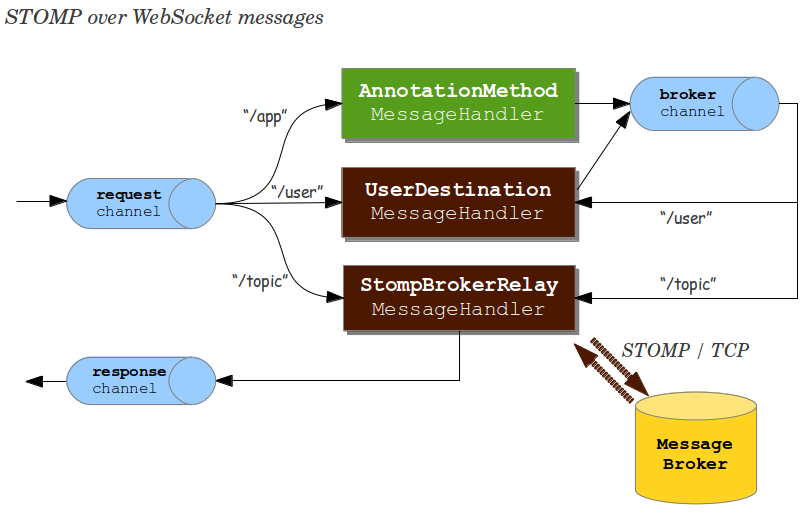 STOMP over WebSocket messages
AnnotationMethod
MessageHandler
broker
channel
“/app”
request
channel
“/user”
UserDestination
MessageHandler
“/user”
“/topic”
StompBrokerRelay
MessageHandler
“/topic”
response
channel
STOMP / TCP
Message
Broker